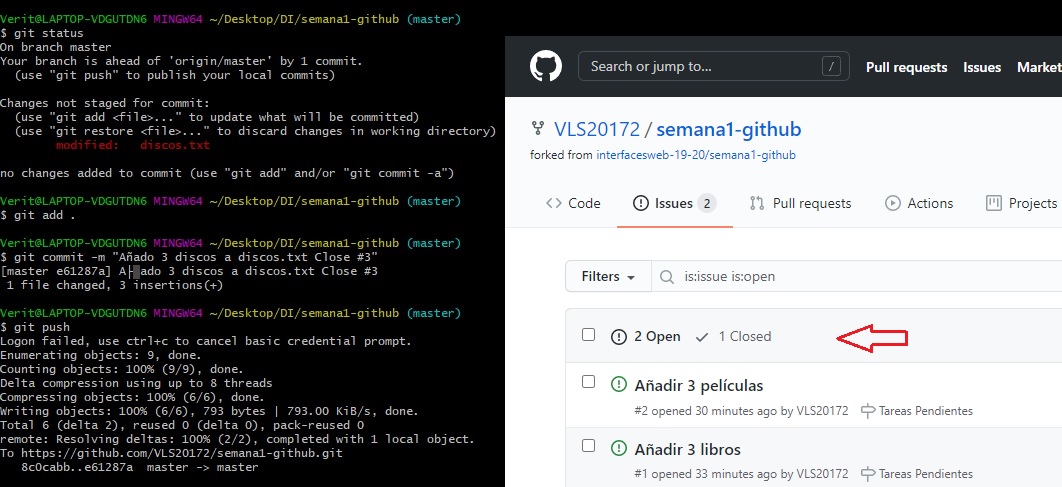 Verit@LAPTOP-VDGUTDN6 MINGW64 ~/Desktop/DI/semana1-github (master)
$ git status
On branch master
Your branch is ahead of 'origin/master' by 1 commit.
  (use "git push" to publish your local commits)

Changes not staged for commit:
  (use "git add <file>..." to update what will be committed)
  (use "git restore <file>..." to discard changes in working directory)
        modified:   discos.txt

no changes added to commit (use "git add" and/or "git commit -a")

Verit@LAPTOP-VDGUTDN6 MINGW64 ~/Desktop/DI/semana1-github (master)
$ git add .

Verit@LAPTOP-VDGUTDN6 MINGW64 ~/Desktop/DI/semana1-github (master)
$ git commit -m "Añado 3 discos a discos.txt Close #3"
[master e61287a] A├▒ado 3 discos a discos.txt Close #3
 1 file changed, 3 insertions(+)

Verit@LAPTOP-VDGUTDN6 MINGW64 ~/Desktop/DI/semana1-github (master)
$ git push
Logon failed, use ctrl+c to cancel basic credential prompt.
Enumerating objects: 9, done.
Counting objects: 100% (9/9), done.
Delta compression using up to 8 threads
Compressing objects: 100% (6/6), done.
Writing objects: 100% (6/6), 793 bytes | 793.00 KiB/s, done.
Total 6 (delta 2), reused 0 (delta 0), pack-reused 0
remote: Resolving deltas: 100% (2/2), completed with 1 local object.
To https://github.com/VLS20172/semana1-github.git
   8c0cabb..e61287a  master -> master
Search or jump to... /
Pull requests Issues Market
VLS20172 / semana1-github
forked from interfacesweb-19-20/semana1-github
Code Issues 2 Pull requests Actions Projects
Filters is:issue is:open
2 Open 1 Closed
Añadir 3 películas
#2 opened 30 minutes ago by VLS20172 Tareas Pendientes
Añadir 3 libros
#1 opened 33 minutes ago by VLS20172 Tareas Pendientes